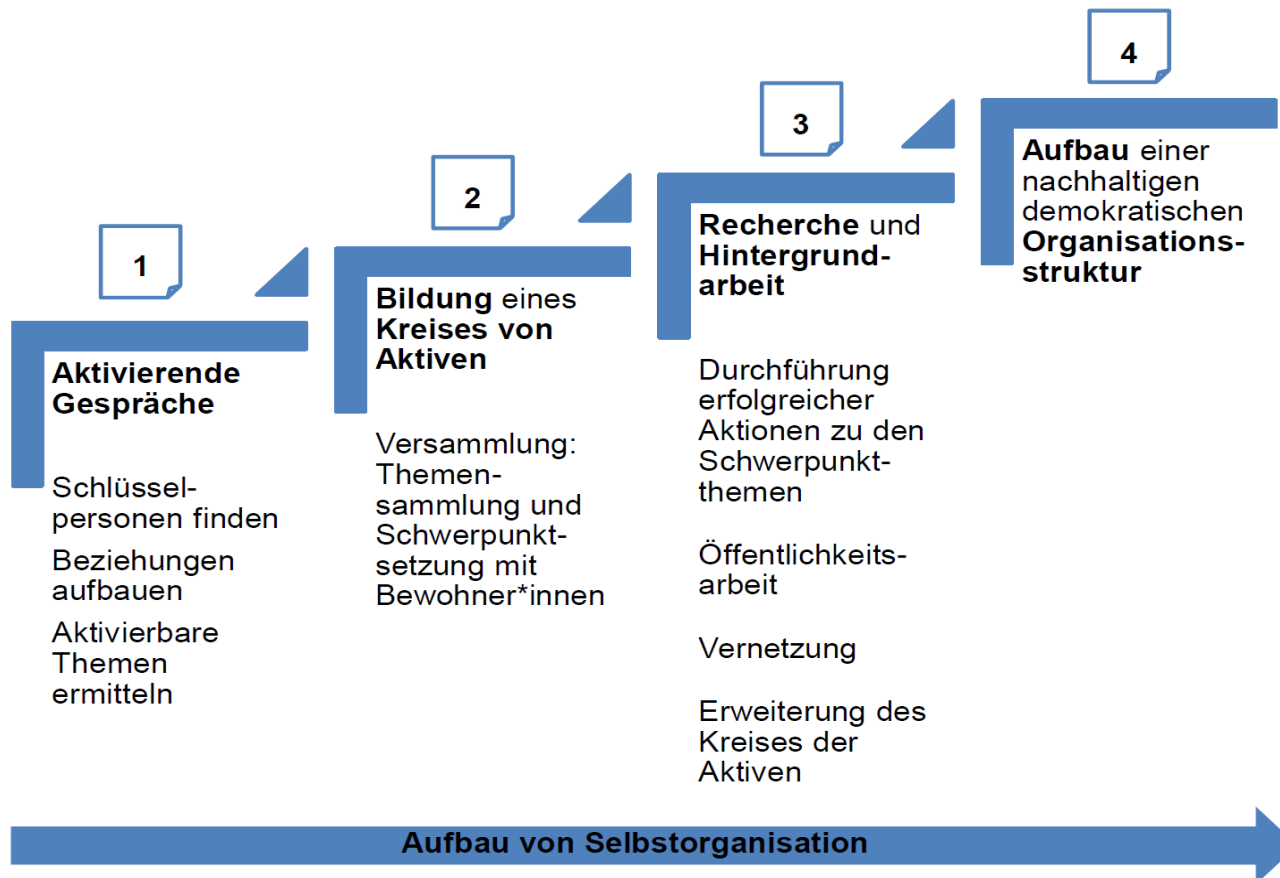 1
Aktivierende
Gespräche
Schlüssel-
personen finden
Beziehungen
aufbauen
Aktivierbare
Themen
ermitteln
2
Bildung eines
Kreises von
Aktiven
Versammlung:
Themen-
sammlung und
Schwerpunkt-
setzung mit
Bewohner*innen
3
Recherche und
Hintergrund-
arbeit
Durchführung
erfolgreicher
Aktionen zu den
Schwerpunkt-
themen
Öffentlichkeits-
arbeit
Vernetzung
Erweiterung des
Kreises der
Aktiven
4
Aufbau einer
nachhaltigen
demokratischen
Organisations-
struktur
Aufbau von Selbstorganisation